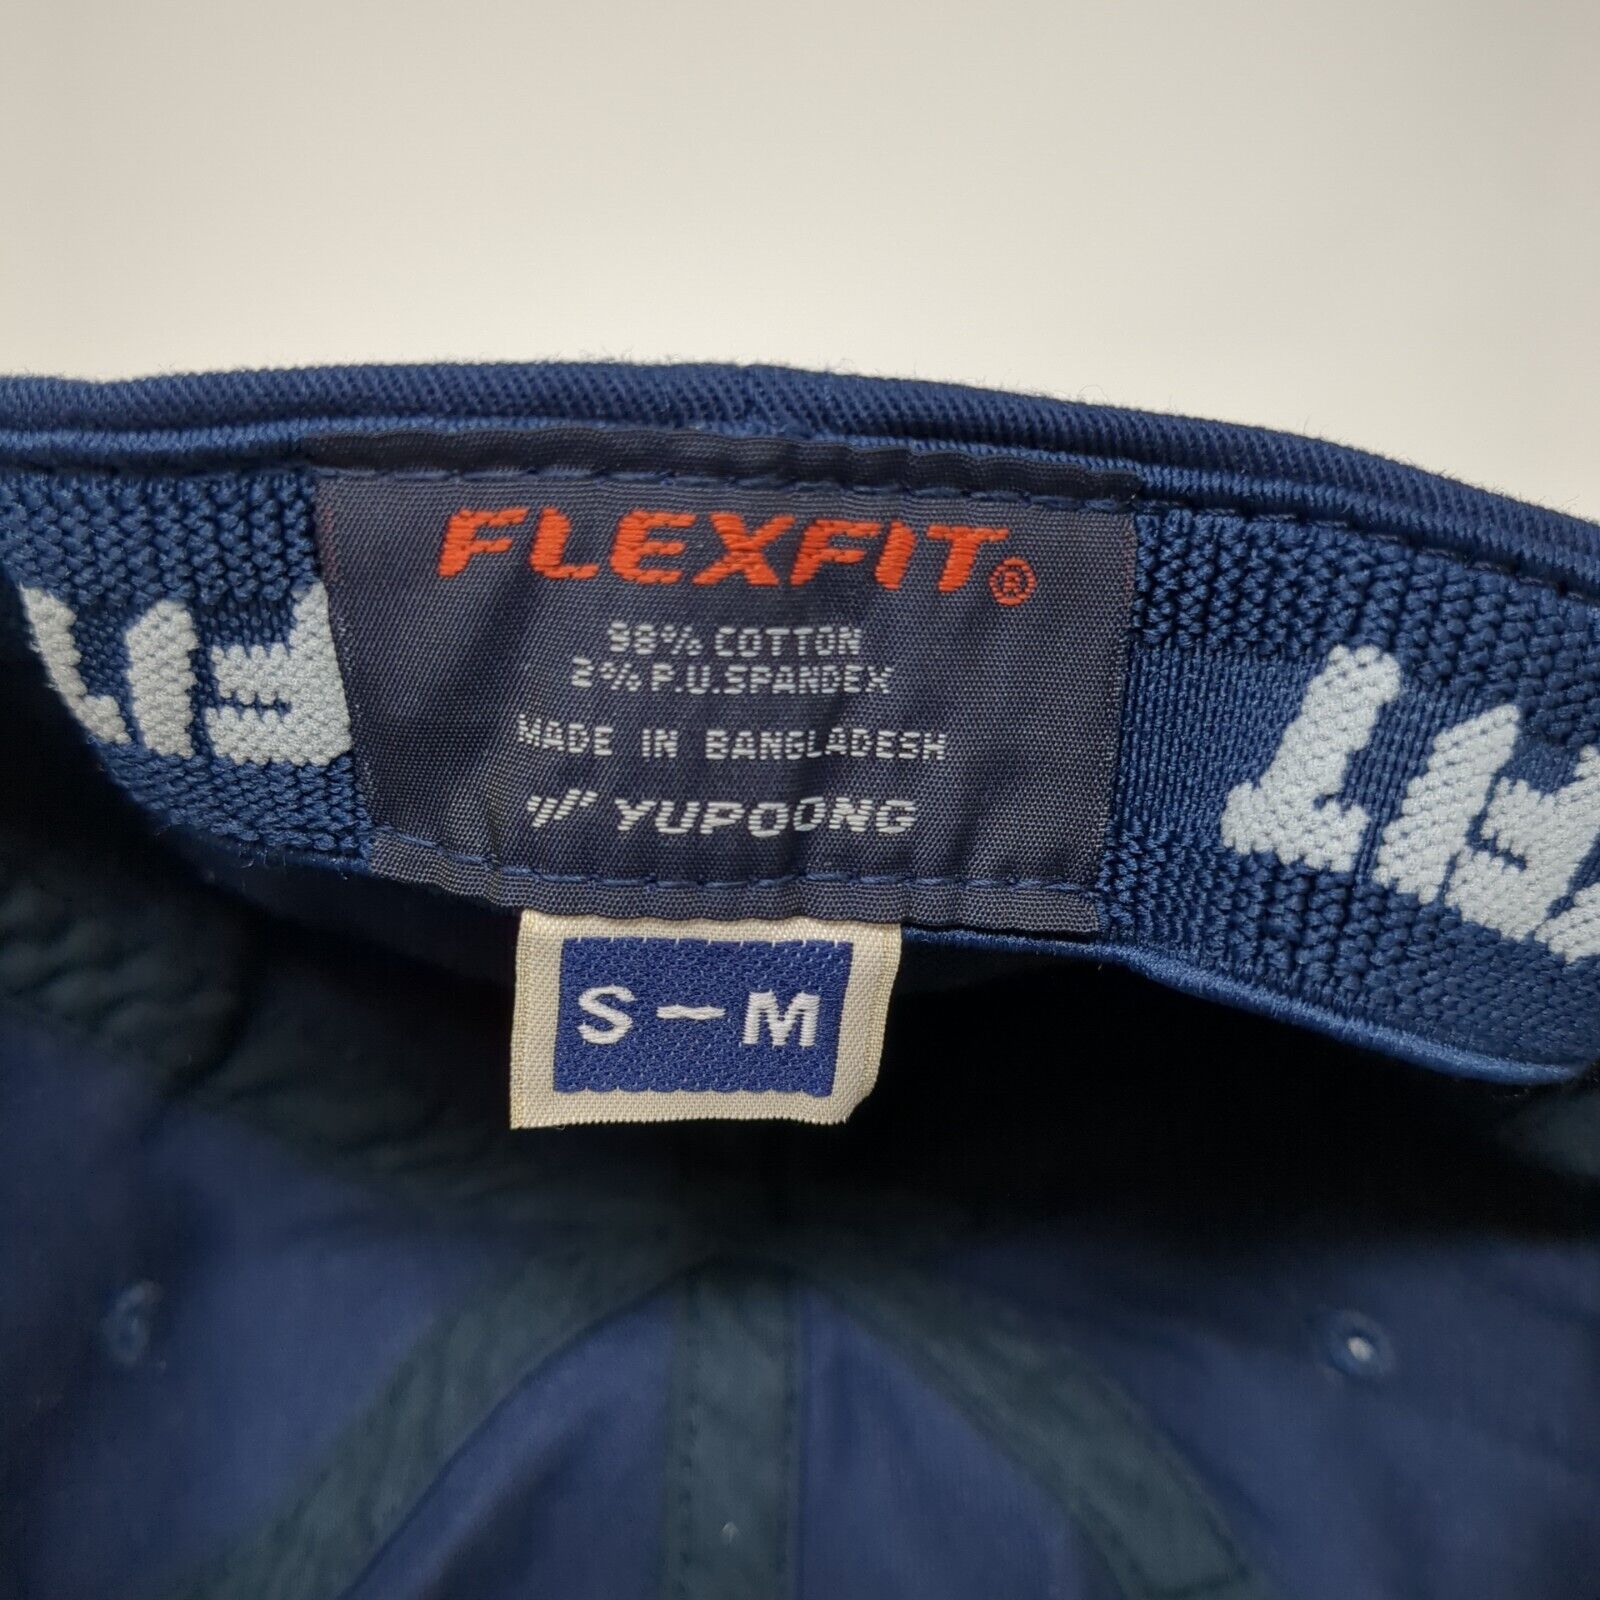 FLEXFIT®
98% COTTON
2% P.U.SPANDEX
MADE IN BANGLADESH
YUPOONG
S-M